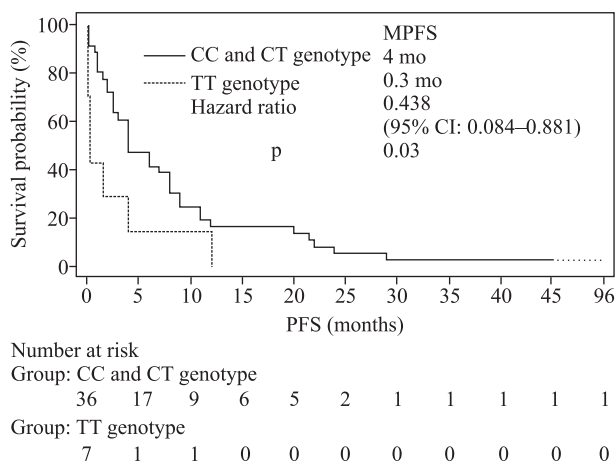 MPFS
CC and CT genotype 4 mo
TT genotype 0.3 mo
Hazard ratio 0.438
(95% CI: 0.084–0.881)
p 0.03
Survival probability (%)
100
80
60
40
20
0
0 5 10 15 20 25 30 35 40 45 96
PFS (months)
Number at risk
Group: CC and CT genotype
36 17 9 6 5 2 1 1 1 1 1
Group: TT genotype
7 1 1 0 0 0 0 0 0 0 0